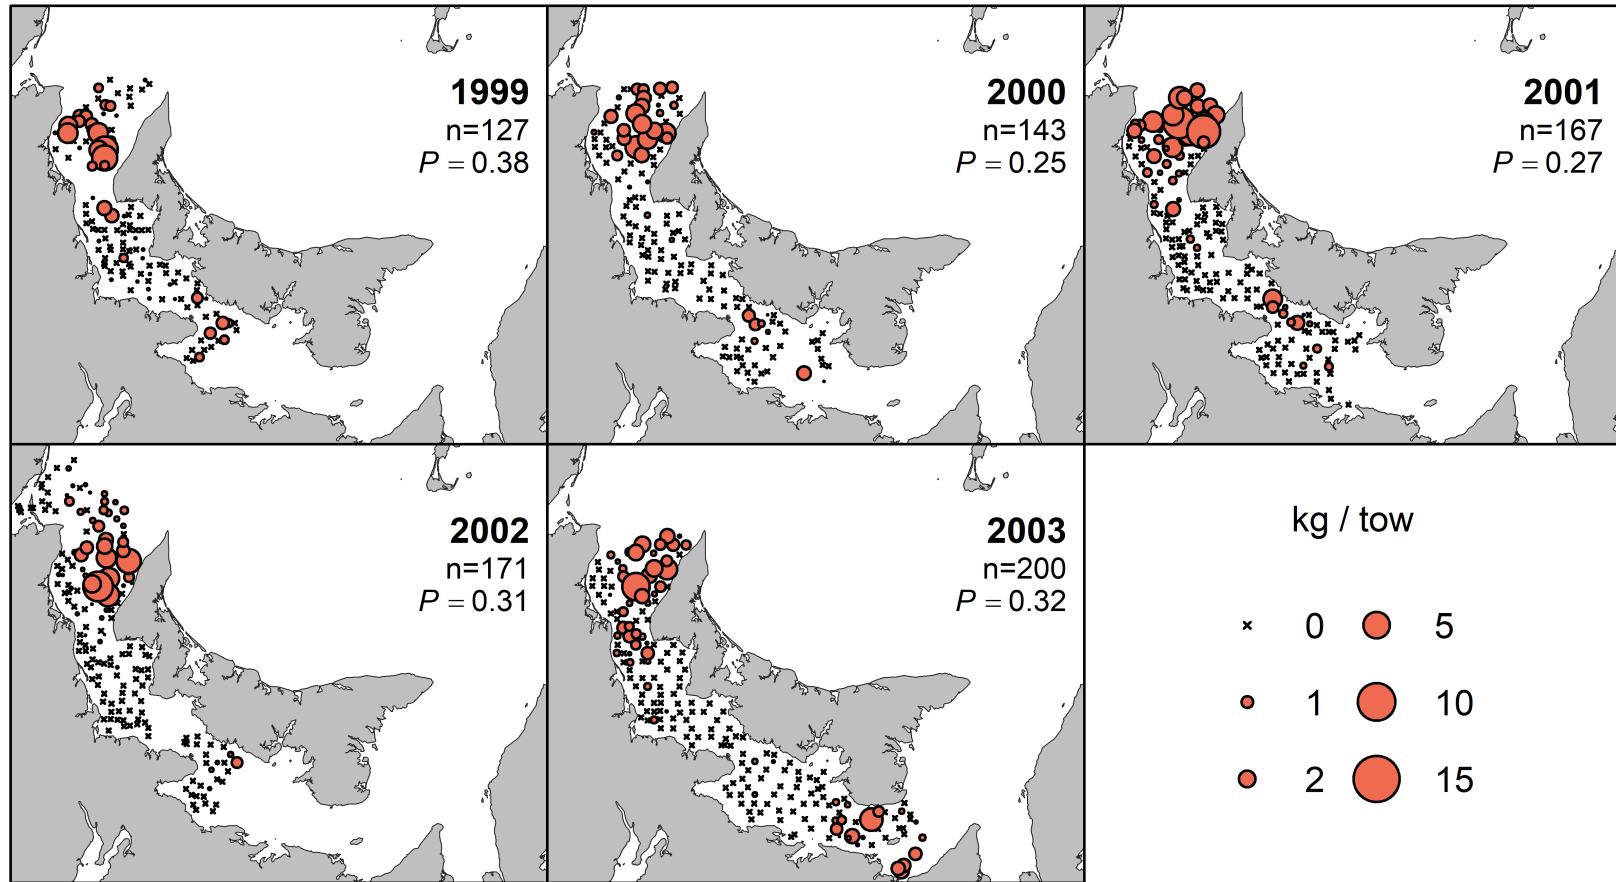 1999
n=127
P = 0.38
2000
n=143
P = 0.25
2001
n=167
P = 0.27
2002
n=171
P = 0.31
2003
n=200
P = 0.32
kg / tow
0 5
1 10
2 15